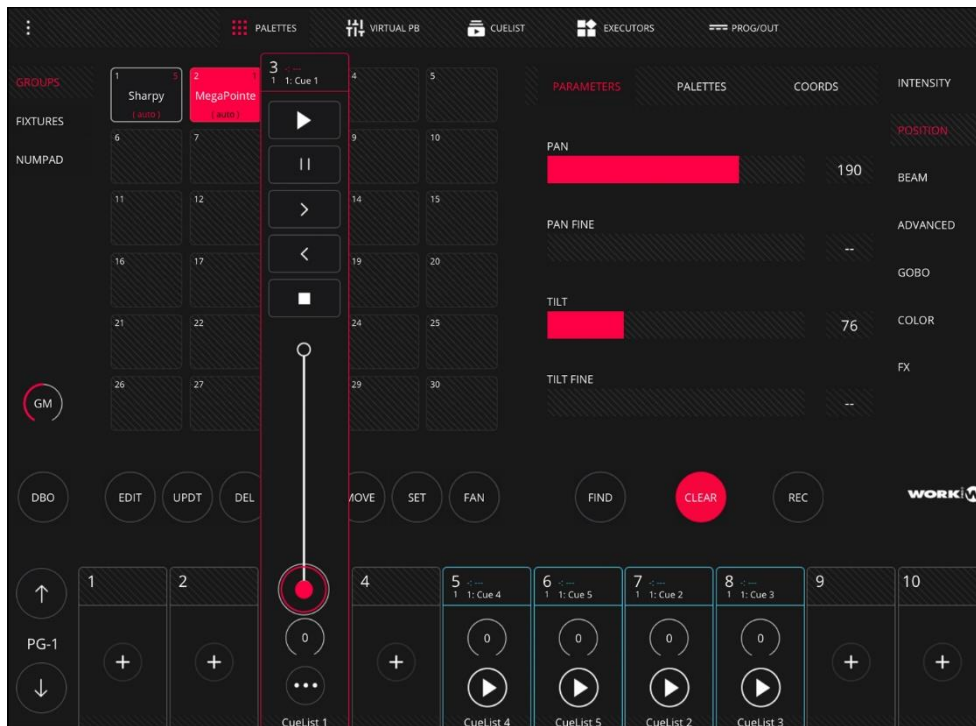 PALETTES VIRTUAL PB CUELIST EXECUTORS PROG/OUT
GROUPS
FIXTURES
NUMPAD
1 5
Sharpy
(auto)
2 1
MegaPointe
(auto)
3 -: ---
1 1: Cue 1
4 5
6 7 9 10
11 12 14 15
16 17 19 20
21 22 24 25
26 27 29 30
PARAMETERS PALETTES COORDS
PAN
190
PAN FINE
--
TILT
76
TILT FINE
--
INTENSITY
POSITION
BEAM
ADVANCED
GOBO
COLOR
FX
GM
DBO EDIT UPDT DEL MOVE SET FAN FIND CLEAR REC
WORK
PG-1
1 +
2 +
0
CueList 1
4 +
5 -: ---
1 1: Cue 4
0
CueList 4
6 -: ---
1 1: Cue 5
0
CueList 5
7 -: ---
1 1: Cue 2
0
CueList 2
8 -: ---
1 1: Cue 3
0
CueList 3
9 +
10 +